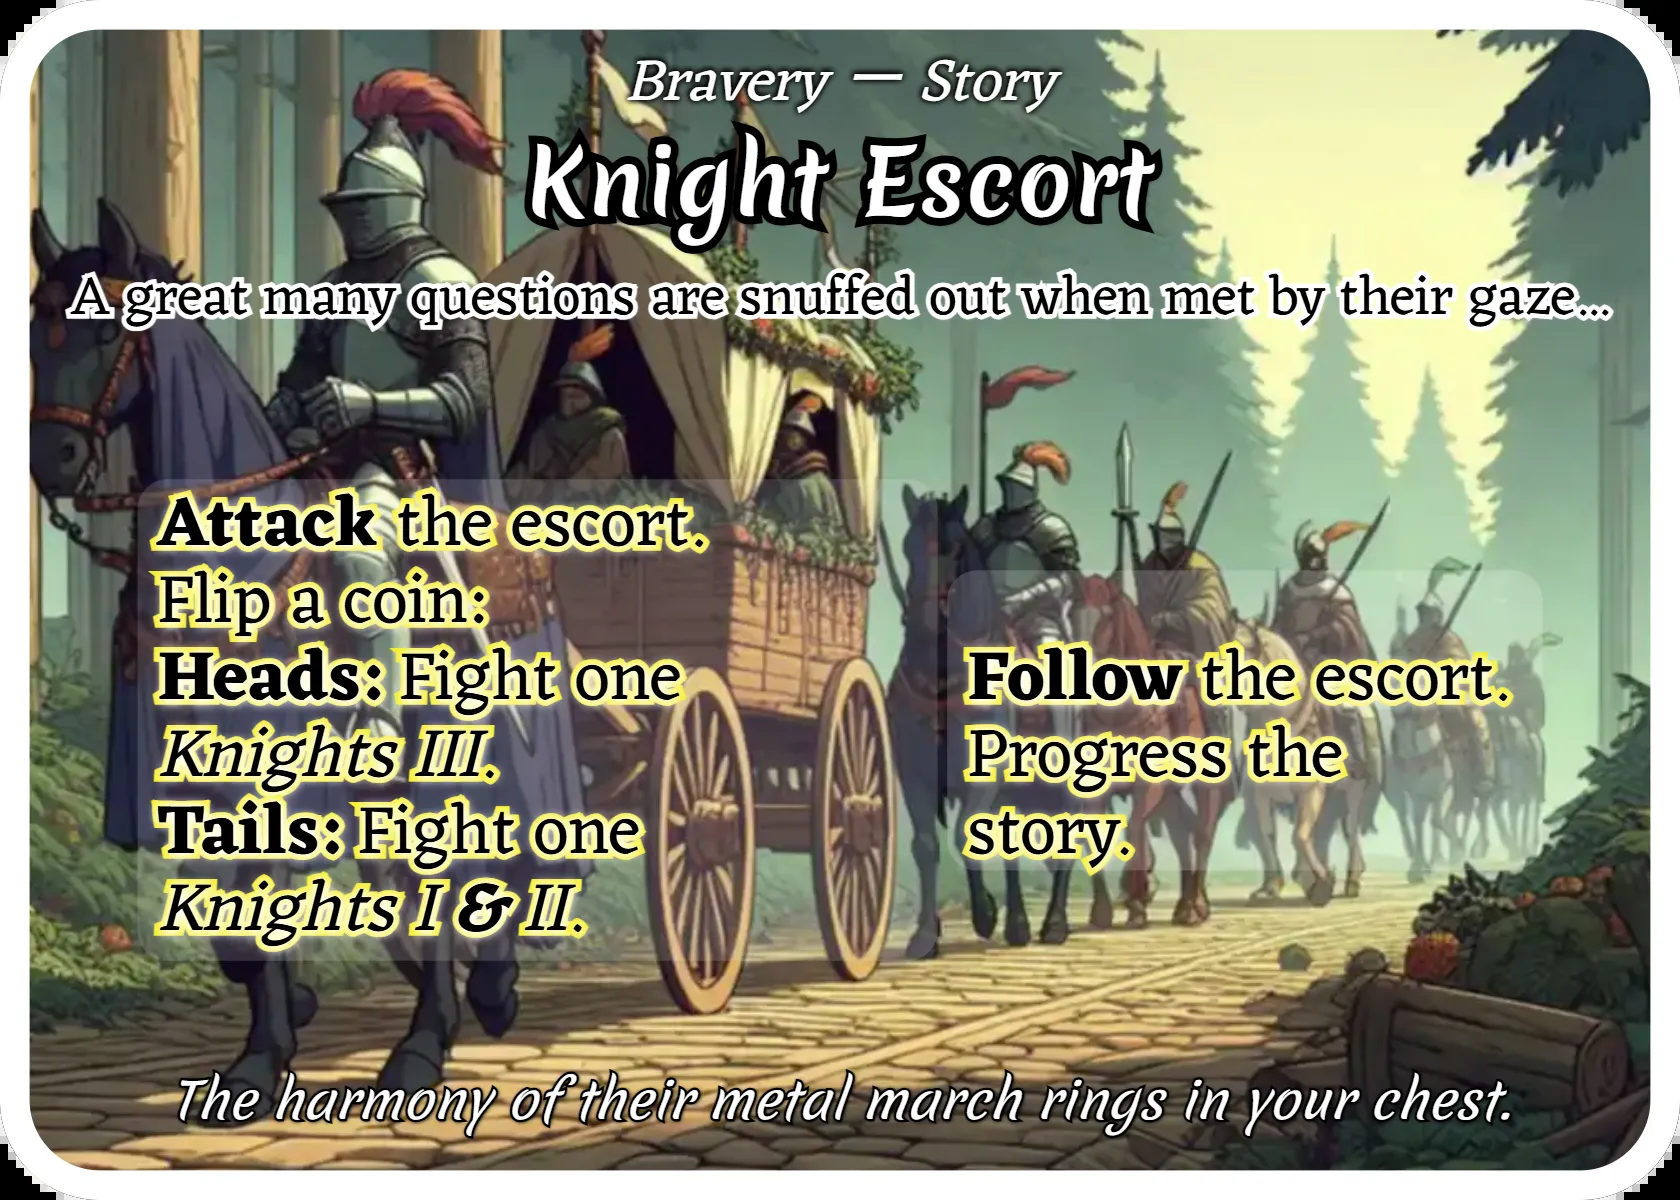 Bravery — Story
Knight Escort
A great many questions are snuffed out when met by their gaze...
Attack the escort.
Flip a coin:
Heads: Fight one
Knights III.
Tails: Fight one
Knights I & II.
Follow the escort.
Progress the
story.
The harmony of their metal march rings in your chest.